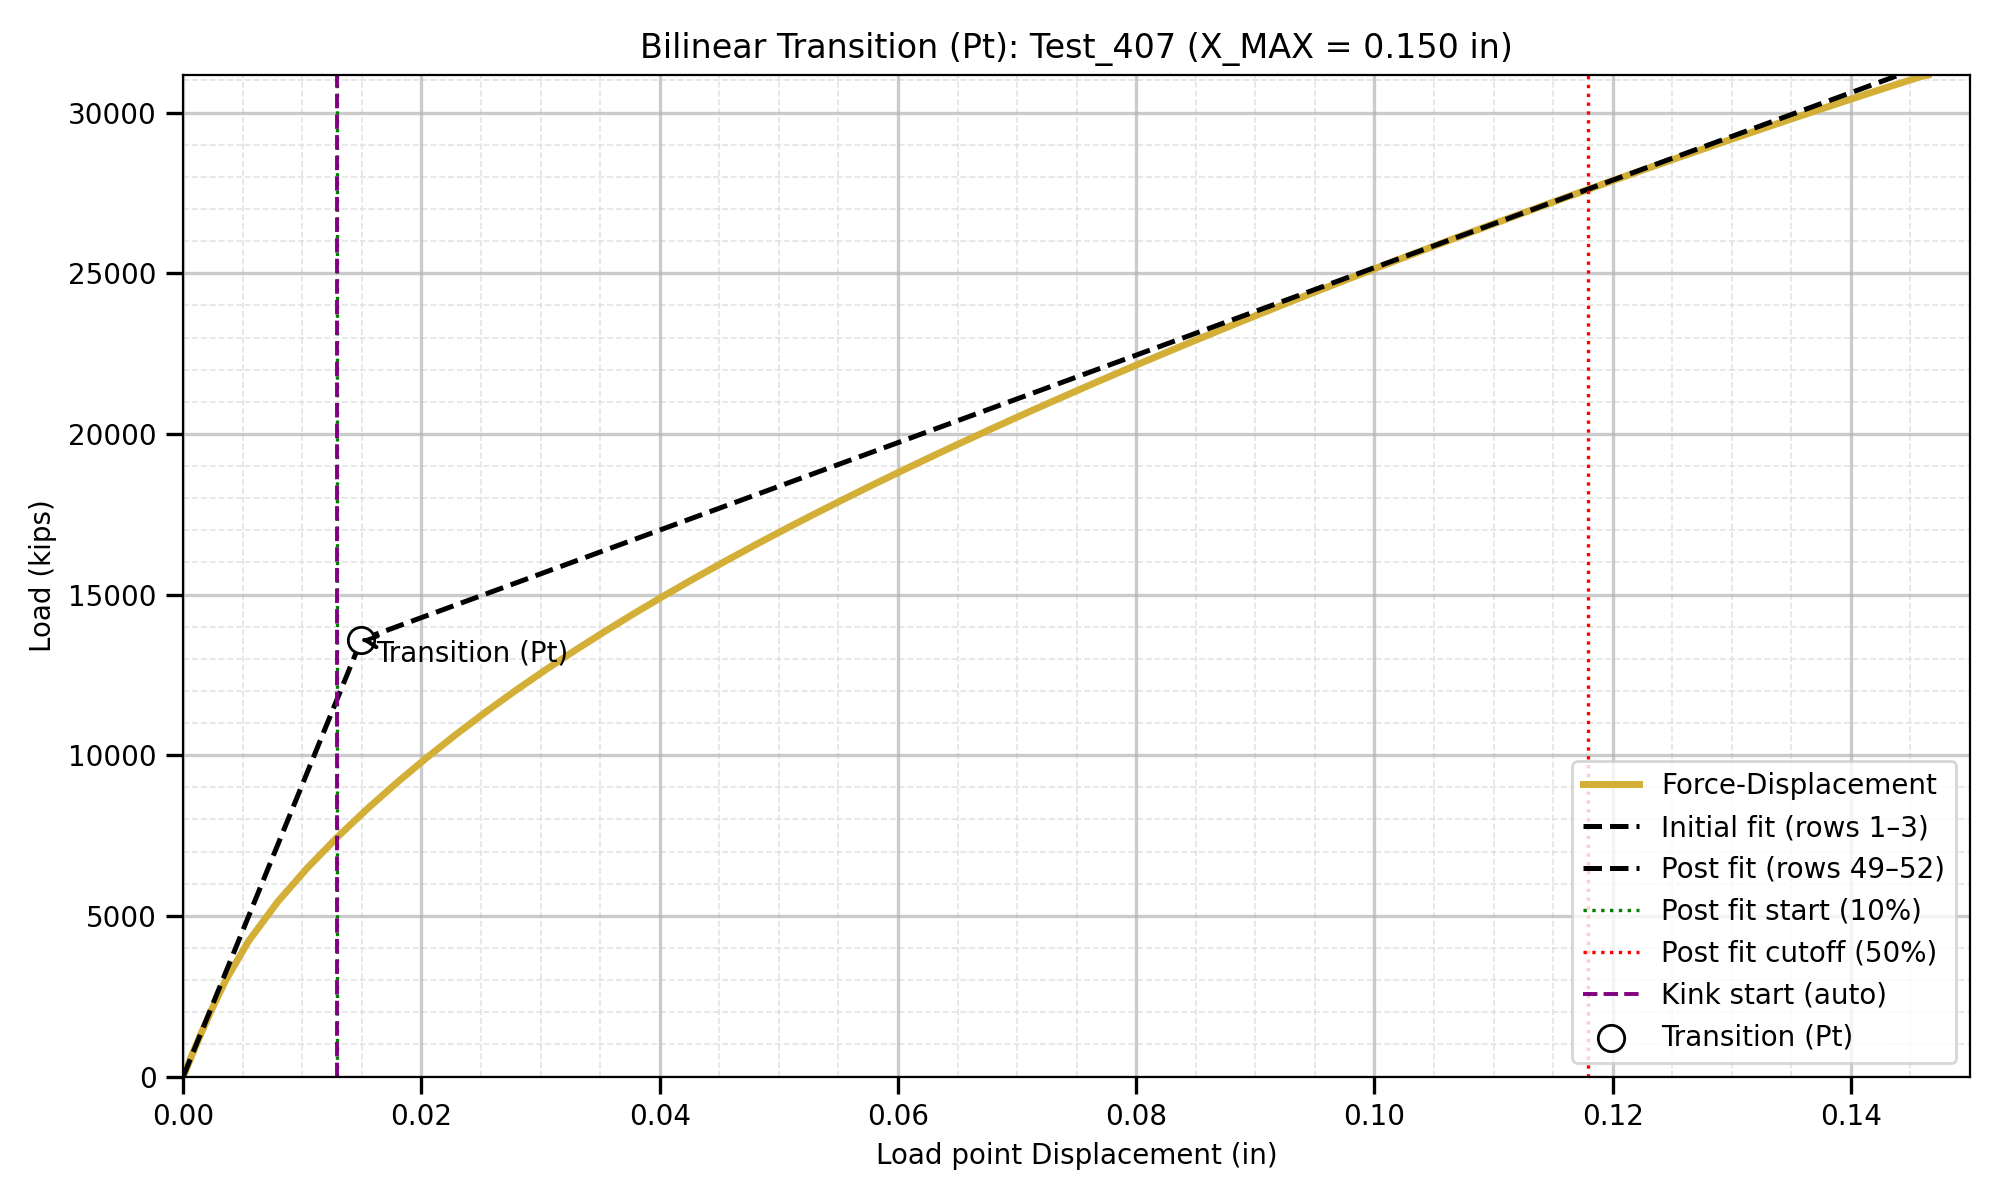 Bilinear Transition (Pt): Test_407 (X_MAX = 0.150 in)
Load (kips)
30000
25000
20000
15000
10000
5000
0
Transition (Pt)
Force-Displacement
Initial fit (rows 1–3)
Post fit (rows 49–52)
Post fit start (10%)
Post fit cutoff (50%)
Kink start (auto)
Transition (Pt)
0.00 0.02 0.04 0.06 0.08 0.10 0.12 0.14
Load point Displacement (in)